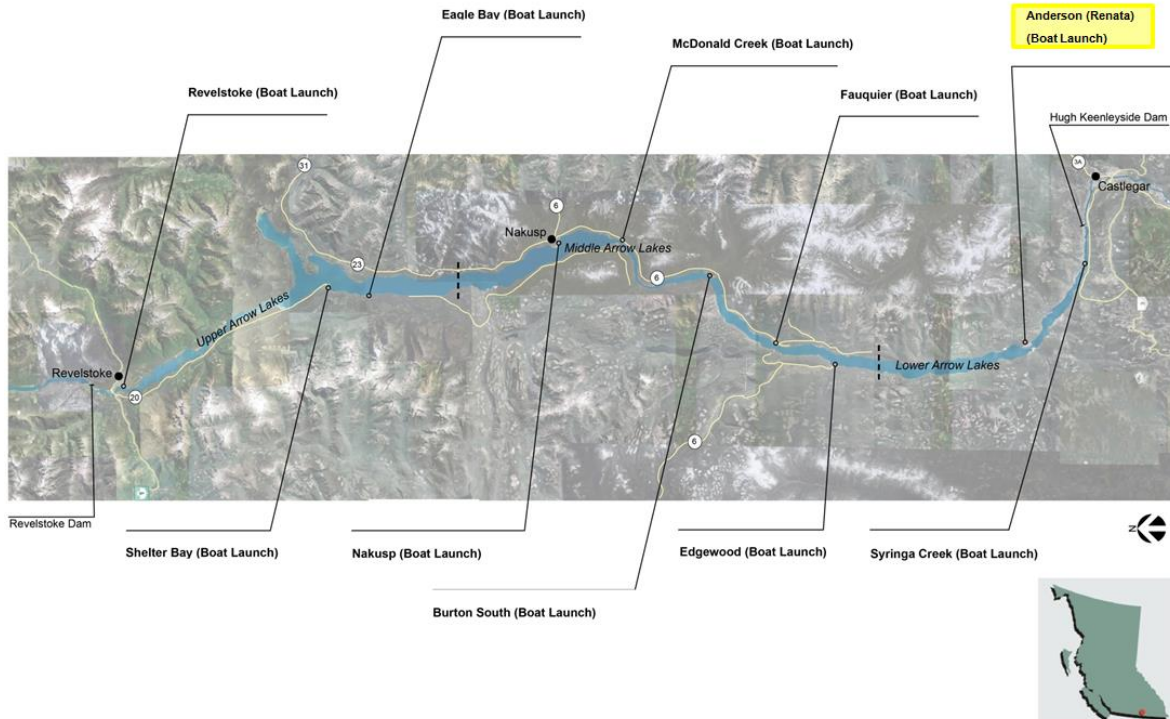 Eagle Bay (Boat Launch)
Anderson (Renata)
(Boat Launch)
McDonald Creek (Boat Launch)
Revelstoke (Boat Launch)
Fauquier (Boat Launch)
Hugh Keenleyside Dam
31
3A
Castlegar
6
Nakusp
Middle Arrow Lakes
23
6
Upper Arrow Lakes
Lower Arrow Lakes
Revelstoke
20
6
Revelstoke Dam
N
Shelter Bay (Boat Launch)
Nakusp (Boat Launch)
Edgewood (Boat Launch)
Syringa Creek (Boat Launch)
Burton South (Boat Launch)